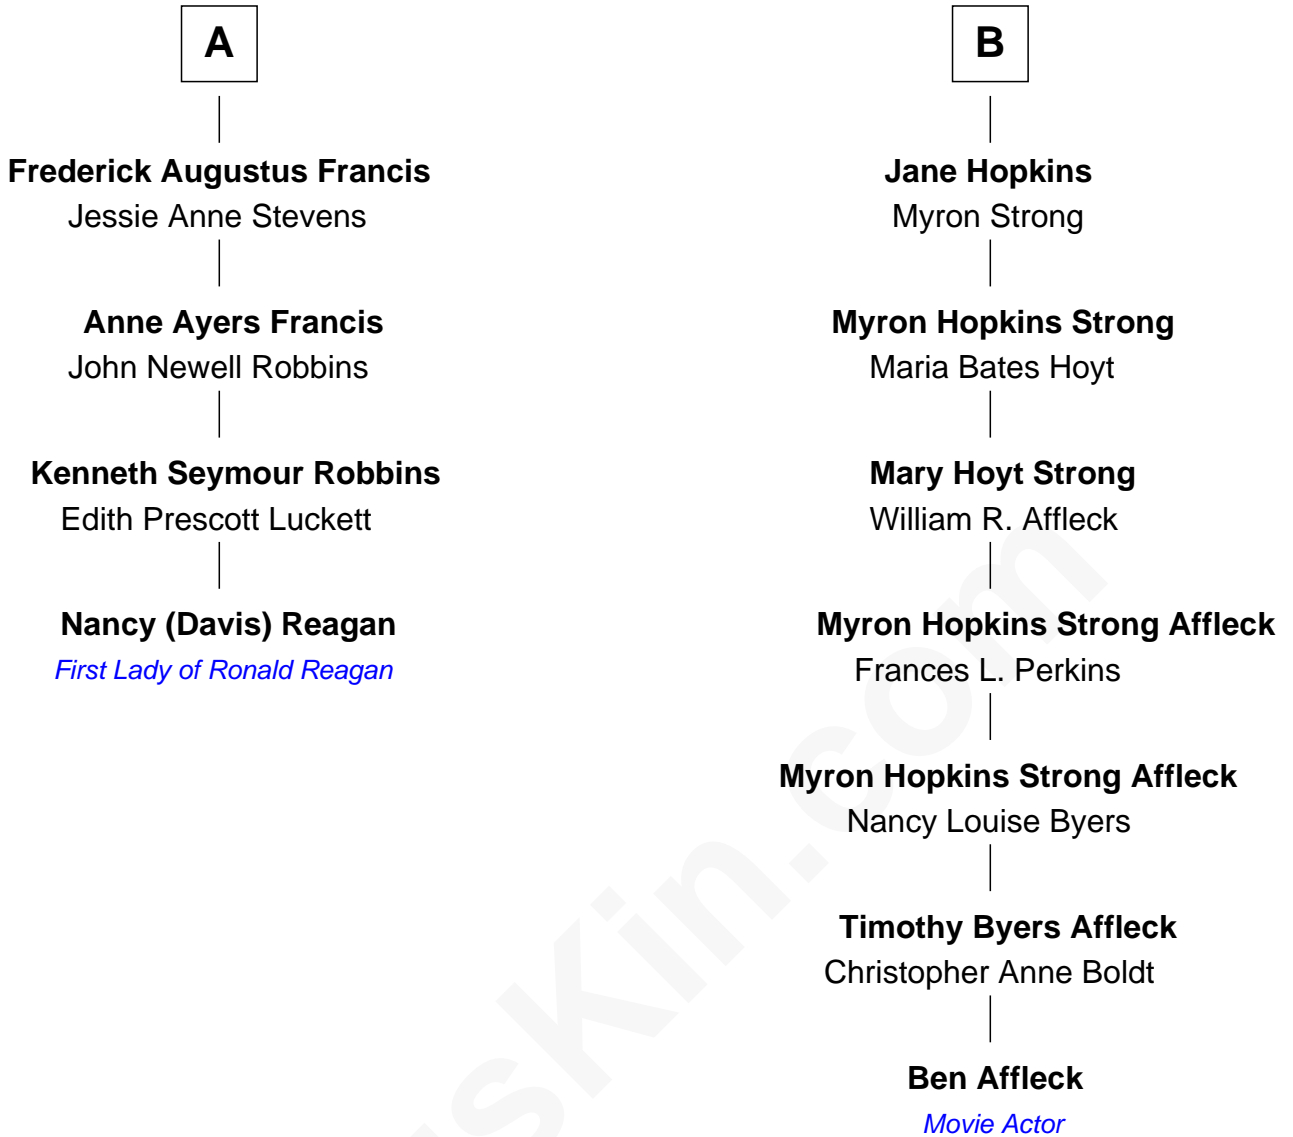 A
Frederick Augustus Francis
Jessie Anne Stevens
Anne Ayers Francis
John Newell Robbins
Kenneth Seymour Robbins
Edith Prescott Luckett
Nancy (Davis) Reagan
First Lady of Ronald Reagan
B
Jane Hopkins
Myron Strong
Myron Hopkins Strong
Maria Bates Hoyt
Mary Hoyt Strong
William R. Affleck
Myron Hopkins Strong Affleck
Frances L. Perkins
Myron Hopkins Strong Affleck
Nancy Louise Byers
Timothy Byers Affleck
Christopher Anne Boldt
Ben Affleck
Movie Actor
usKin.com